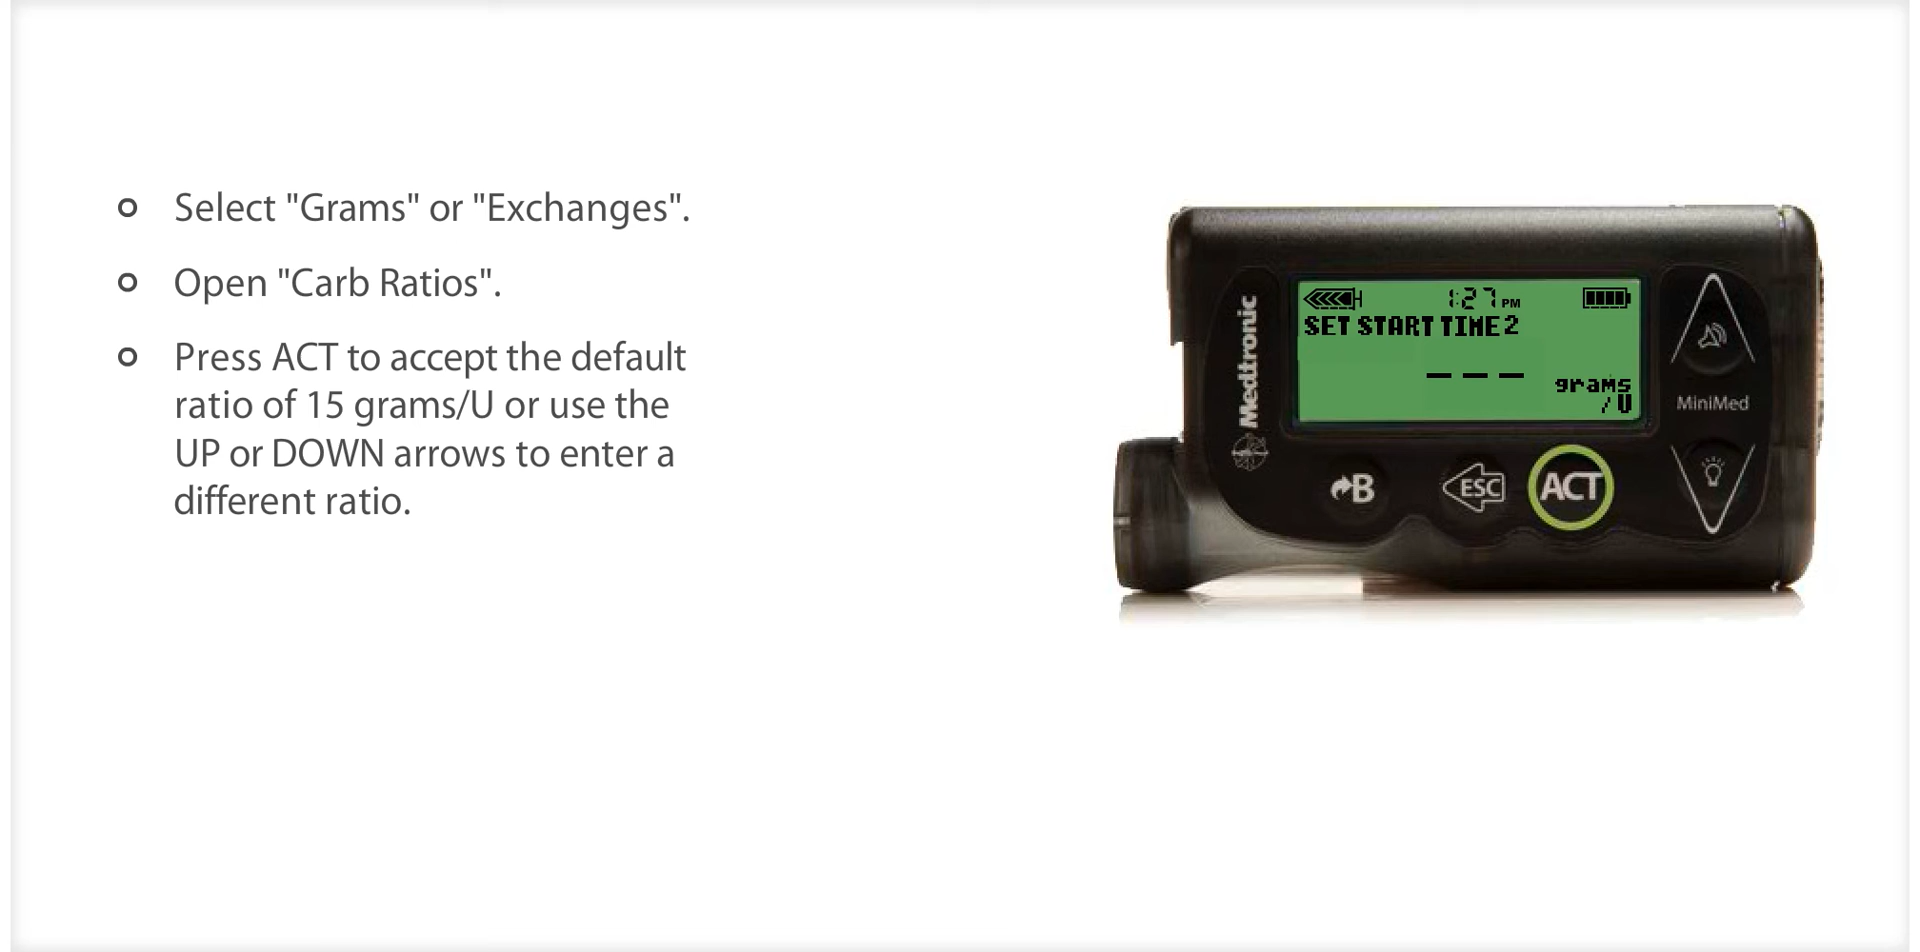 Select "Grams" or "Exchanges".
Open "Carb Ratios".
Press ACT to accept the default
ratio of 15 grams/U or use the
UP or DOWN arrows to enter a
different ratio.
1:27 PM
SET START TIME 2
– – –
grams
/U
Medtronic
MiniMed
B
ESC
ACT